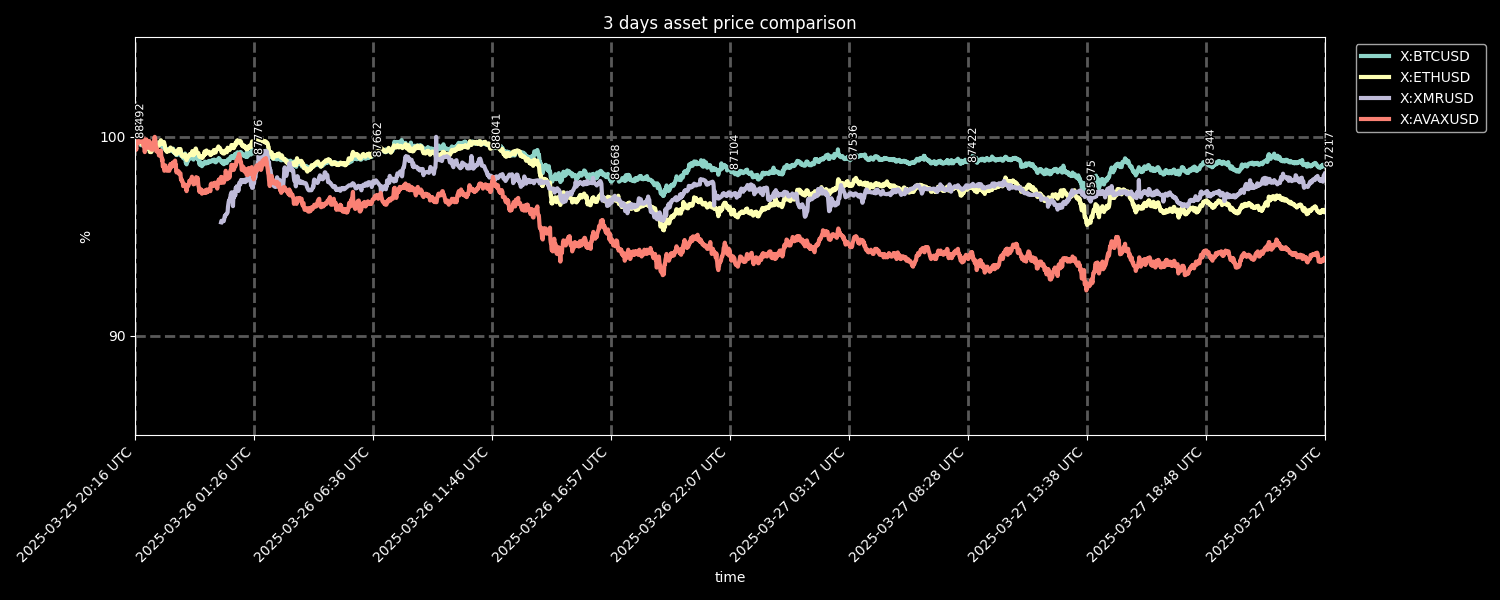 3 days asset price comparison
X:BTCUSD
X:ETHUSD
X:XMRUSD
X:AVAXUSD
100
90
%
88492
87776
87662
88041
86668
87104
87536
87422
85975
87344
87217
2025-03-25 20:16 UTC
2025-03-26 01:26 UTC
2025-03-26 06:36 UTC
2025-03-26 11:46 UTC
2025-03-26 16:57 UTC
2025-03-26 22:07 UTC
2025-03-27 03:17 UTC
2025-03-27 08:28 UTC
2025-03-27 13:38 UTC
2025-03-27 18:48 UTC
2025-03-27 23:59 UTC
time